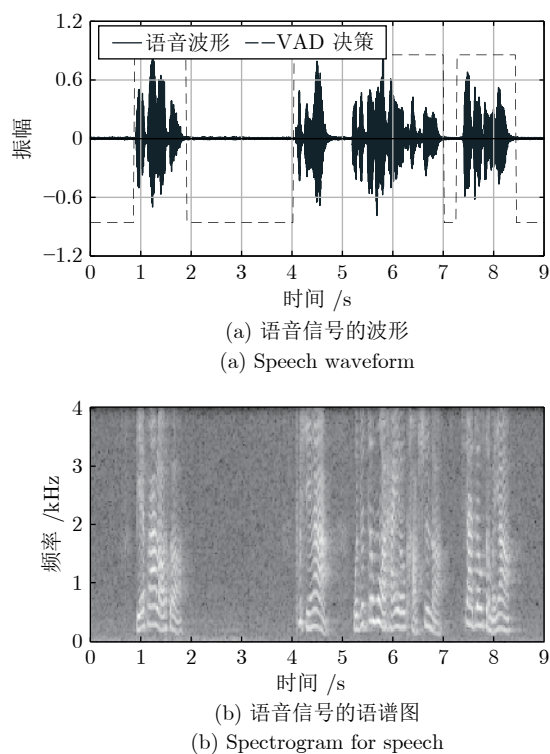 1.2
语音波形 VAD 决策
0.6
0
−0.6
−1.2
振幅
0 1 2 3 4 5 6 7 8 9
时间 /s
(a) 语音信号的波形
(a) Speech waveform
4
3
2
1
0
频率 /kHz
0 1 2 3 4 5 6 7 8 9
时间 /s
(b) 语音信号的语谱图
(b) Spectrogram for speech